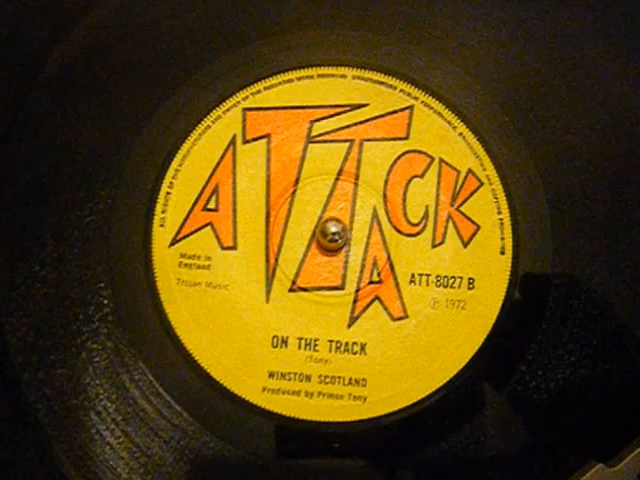 ATTACK
Made in
England
Trojan Music
ATT-8027 B
℗ 1972
ON THE TRACK
(Tony)
WINSTON SCOTLAND
Produced by Prince Tony